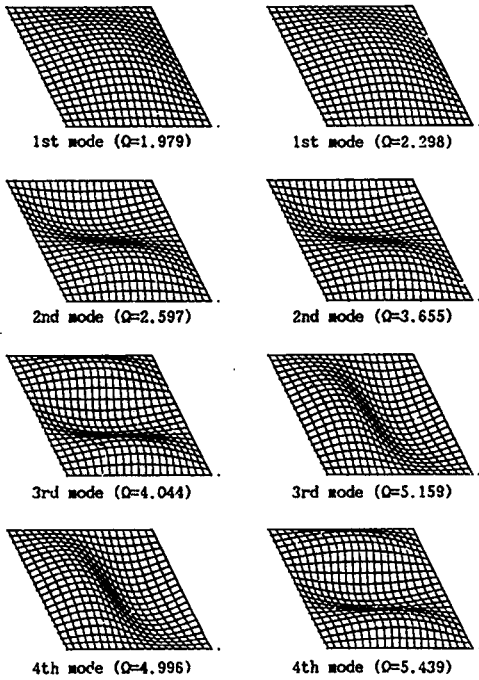 1st mode (Ω=1.979)
1st mode (Ω=2.298)
2nd mode (Ω=2.597)
2nd mode (Ω=3.655)
3rd mode (Ω=4.044)
3rd mode (Ω=5.159)
4th mode (Ω=4.996)
4th mode (Ω=5.439)